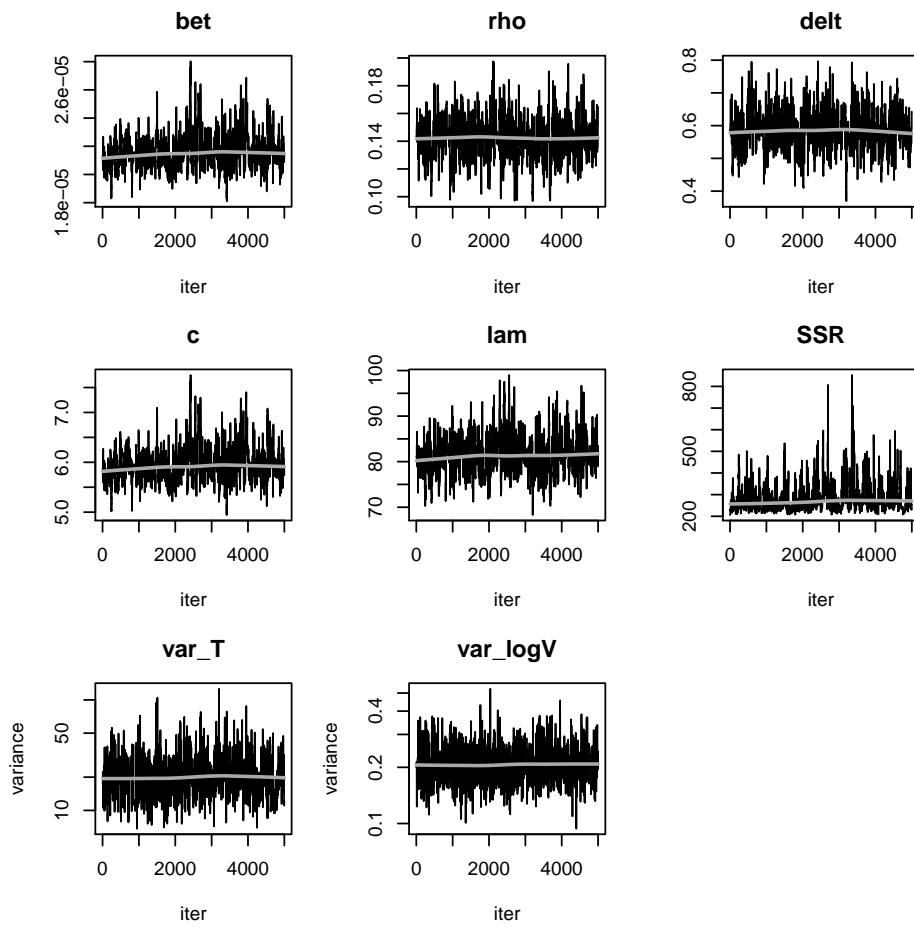 bet
rho
delt
1.8e-05
2.6e-05
0.10
0.14
0.18
0.4
0.6
0.8
0
2000
4000
0
2000
4000
0
2000
4000
iter
iter
iter
c
lam
SSR
5.0
6.0
7.0
70
80
90
100
200
500
800
0
2000
4000
0
2000
4000
0
2000
4000
iter
iter
iter
var_T
var_logV
variance
10
50
variance
0.1
0.2
0.4
0
2000
4000
0
2000
4000
iter
iter